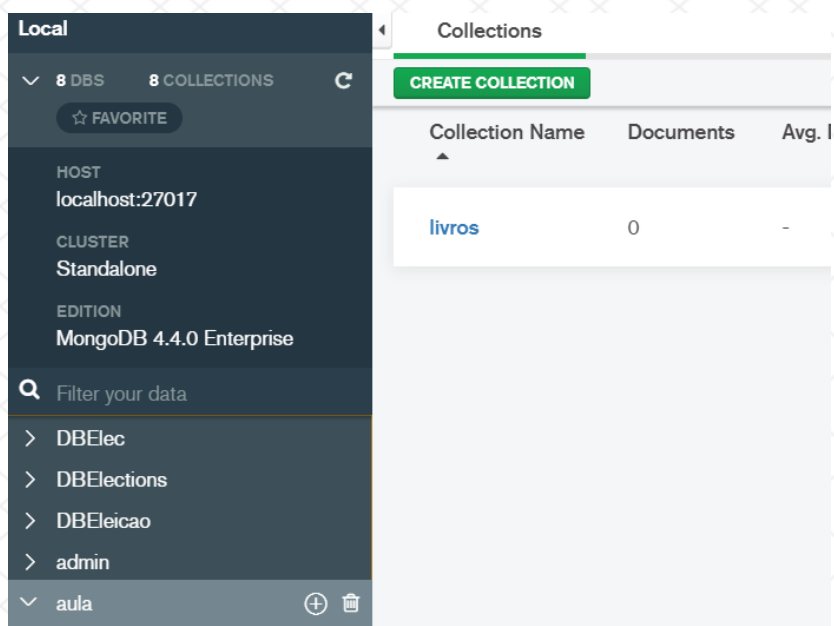 Local
8 DBS 8 COLLECTIONS
FAVORITE
HOST
localhost:27017
CLUSTER
Standalone
EDITION
MongoDB 4.4.0 Enterprise
Filter your data
DBElec
DBElections
DBEleicao
admin
aula
Collections
CREATE COLLECTION
Collection Name Documents Avg.
livros 0 -